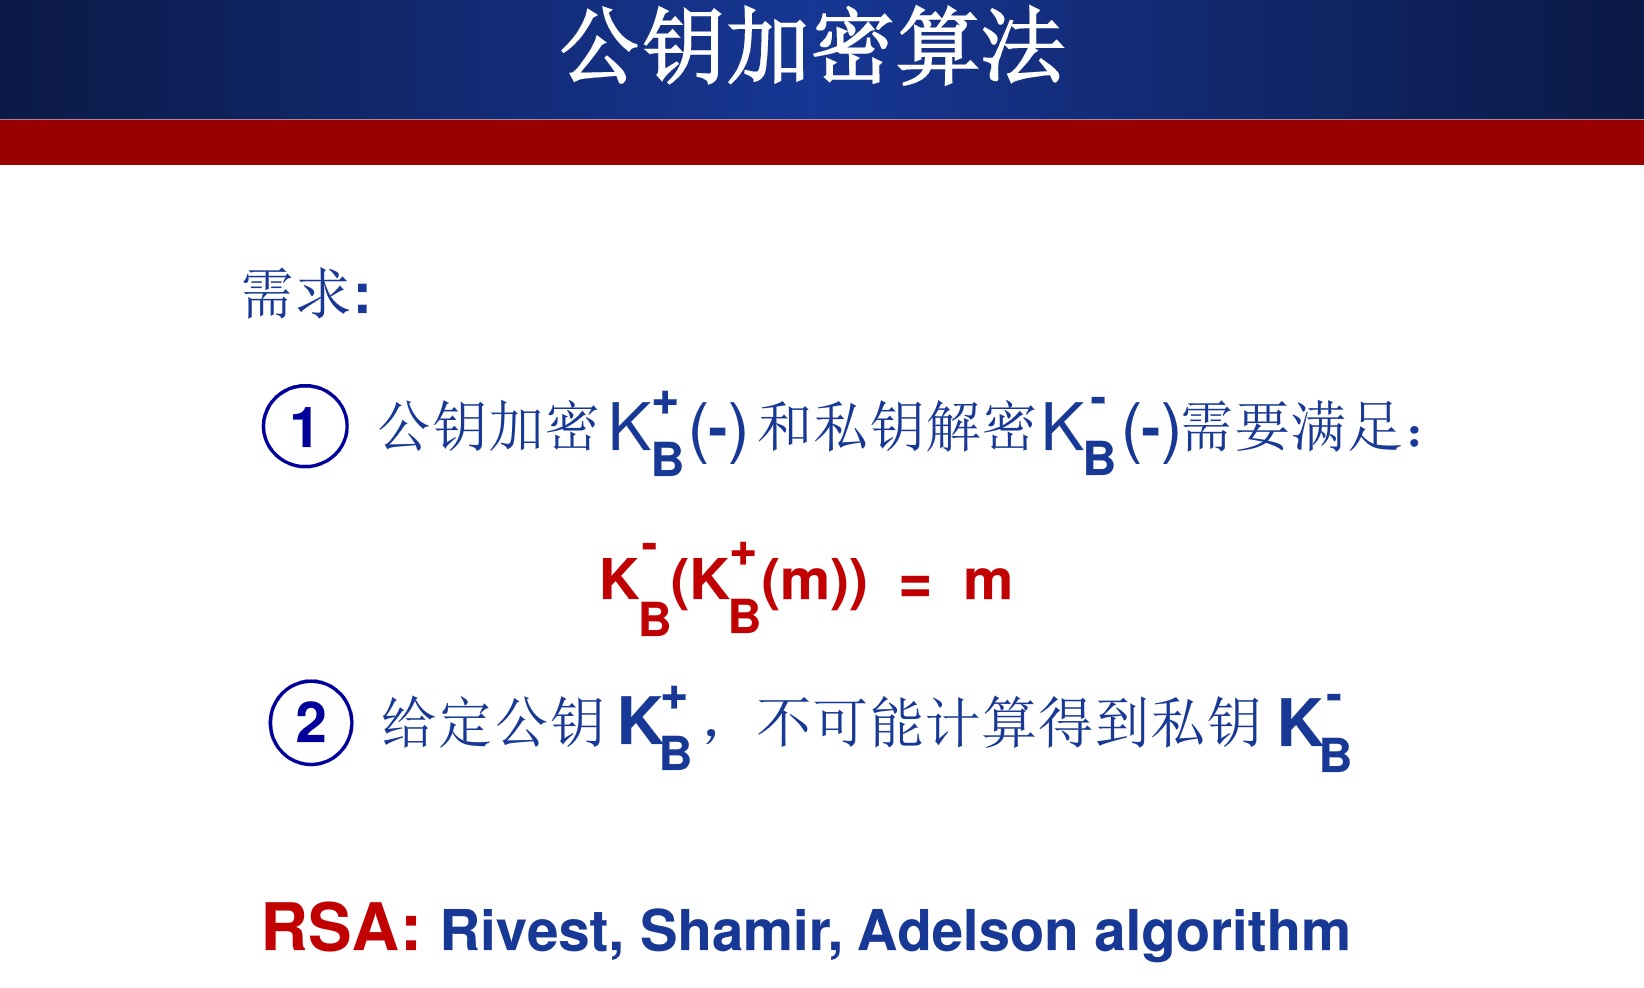 公钥加密算法
需求:
① 公钥加密 K_B^+(-) 和私钥解密 K_B^-(-)需要满足：
K_B^-(K_B^+(m)) = m
② 给定公钥 K_B^+， 不可能计算得到私钥 K_B^-
RSA: Rivest, Shamir, Adelson algorithm